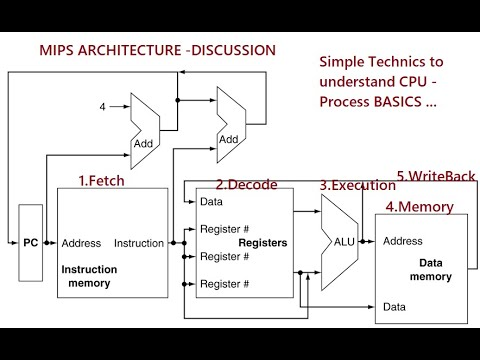 MIPS ARCHITECTURE -DISCUSSION
Simple Technics to
understand CPU -
Process BASICS ...
4
Add
Add
1.Fetch
2.Decode
3.Execution
5.WriteBack
4.Memory
PC
Address
Instruction
Instruction
memory
Data
Register #
Registers
Register #
Register #
ALU
Address
Data
memory
Data